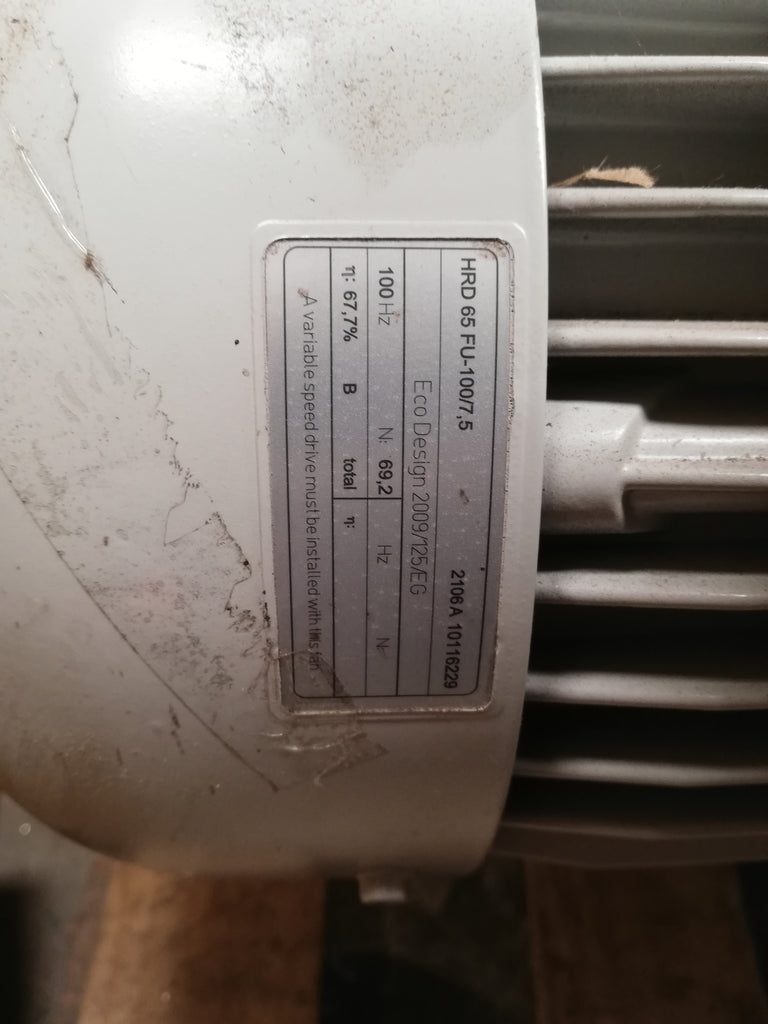 HRD 65 FU-100/7,5 2106A 10116229
Eco Design 2009/125/EG
100 Hz N: 69,2 Hz N:
η: 67,7% B total η:
A variable speed drive must be installed with this fan